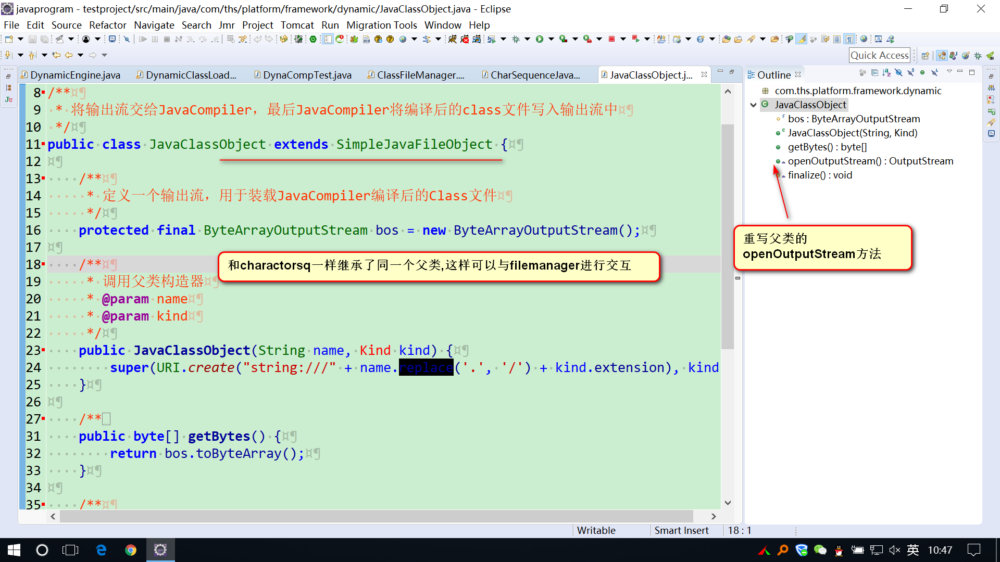 javaprogram - testproject/src/main/java/com/ths/platform/framework/dynamic/JavaClassObject.java - Eclipse
File Edit Source Refactor Navigate Search Jmr Project Tomcat Run Migration Tools Window Help
Quick Access
DynamicEngine.java DynamicClassLoad... DynaCompTest.java ClassFileManager.... CharSequenceJava... JavaClassObject.j...
8 /**
9 * 将输出流交给JavaCompiler，最后JavaCompiler将编译后的class文件写入输出流中
10 */
11 public class JavaClassObject extends SimpleJavaFileObject {
12
13 /**
14 * 定义一个输出流，用于装载JavaCompiler编译后的Class文件
15 */
16 protected final ByteArrayOutputStream bos = new ByteArrayOutputStream();
17
18 /**
和charactorsq一样继承了同一个父类,这样可以与filemanager进行交互
19 * 调用父类构造器
20 * @param name
21 * @param kind
22 */
23 public JavaClassObject(String name, Kind kind) {
24 super(URI.create("string:///" + name.replace('.', '/') + kind.extension), kind
25 }
26
27 /**
31 public byte[] getBytes() {
32 return bos.toByteArray();
33 }
34
35 /**
Outline
com.ths.platform.framework.dynamic
JavaClassObject
bos : ByteArrayOutputStream
JavaClassObject(String, Kind)
getBytes() : byte[]
openOutputStream() : OutputStream
finalize() : void
重写父类的
openOutputStream方法
Writable Smart Insert 18 : 1
英 10:47